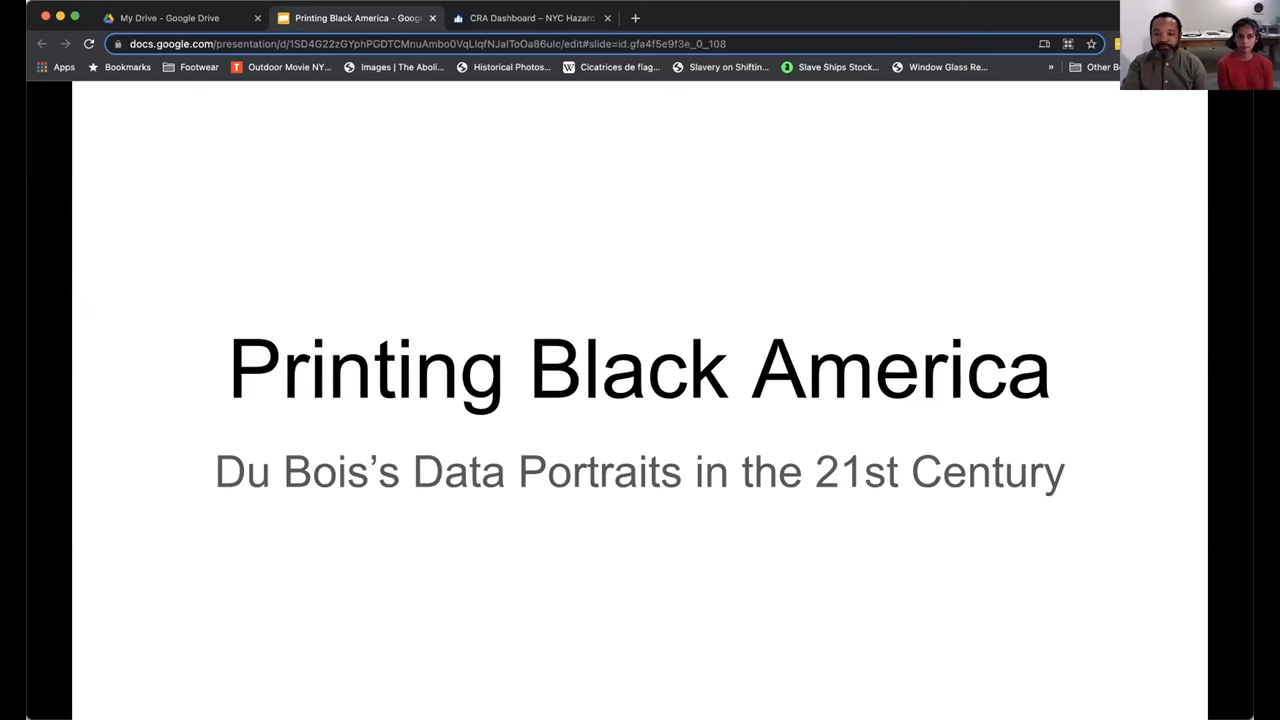 My Drive - Google Drive
Printing Black America - Goog
CRA Dashboard – NYC Hazard
docs.google.com/presentation/d/1SD4G22zGYphPGDTCMnuAmbo0VqLIqfNJaIToOa86uIc/edit#slide=id.gfa4f5e9f3e_0_108
Apps
Bookmarks
Footwear
Outdoor Movie NY...
Images | The Aboli...
Historical Photos...
Cicatrices de flag...
Slavery on Shiftin...
Slave Ships Stock...
Window Glass Re...
»
Other B
Printing Black America
Du Bois’s Data Portraits in the 21st Century